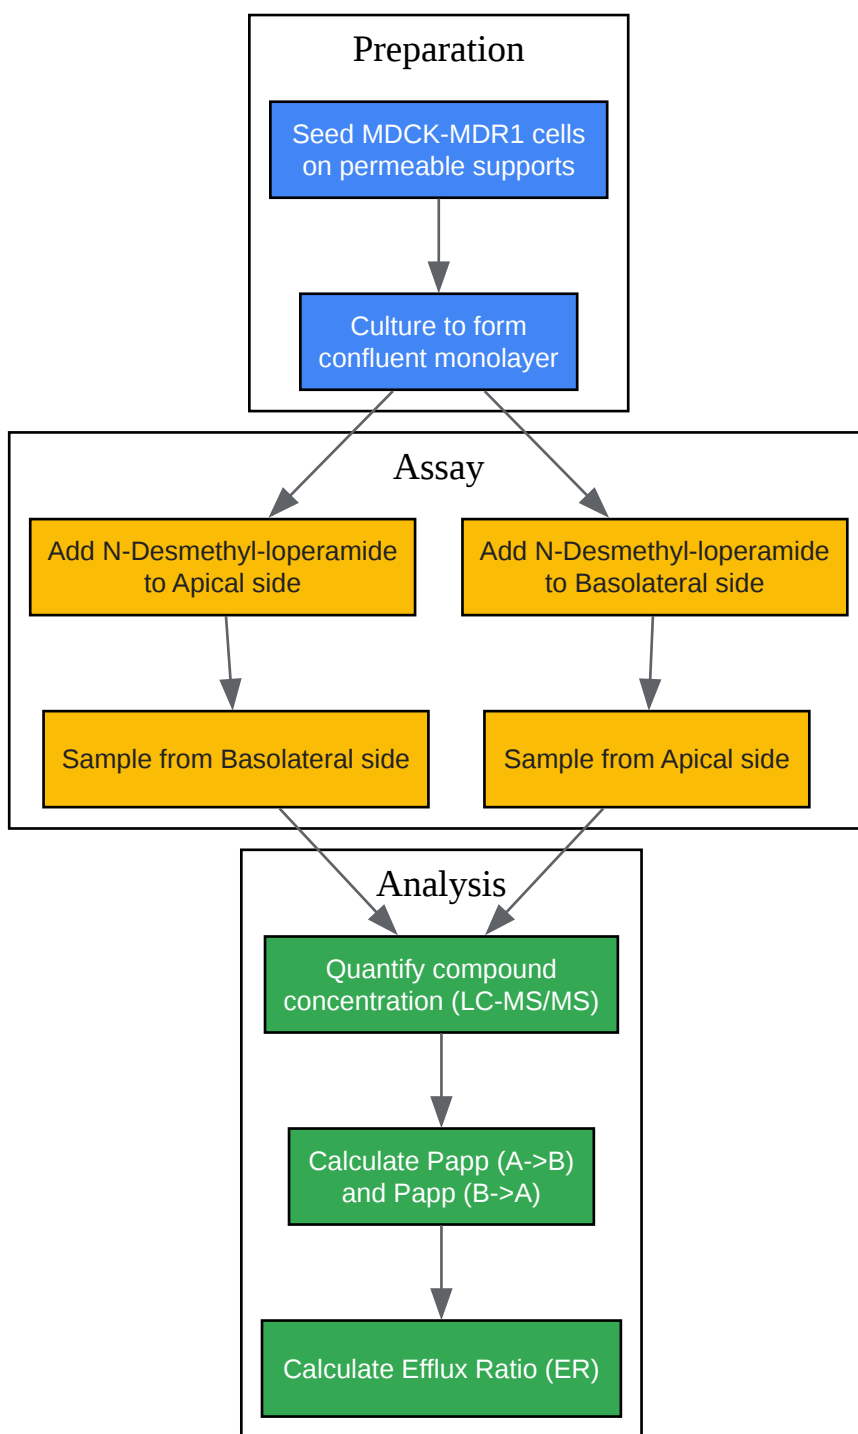 Preparation
Seed MDCK-MDR1 cells
on permeable supports
Culture to form
confluent monolayer
Assay
Add N-Desmethyl-loperamide
to Apical side
Add N-Desmethyl-loperamide
to Basolateral side
Sample from Basolateral side
Sample from Apical side
Analysis
Quantify compound
concentration (LC-MS/MS)
Calculate Papp (A->B)
and Papp (B->A)
Calculate Efflux Ratio (ER)